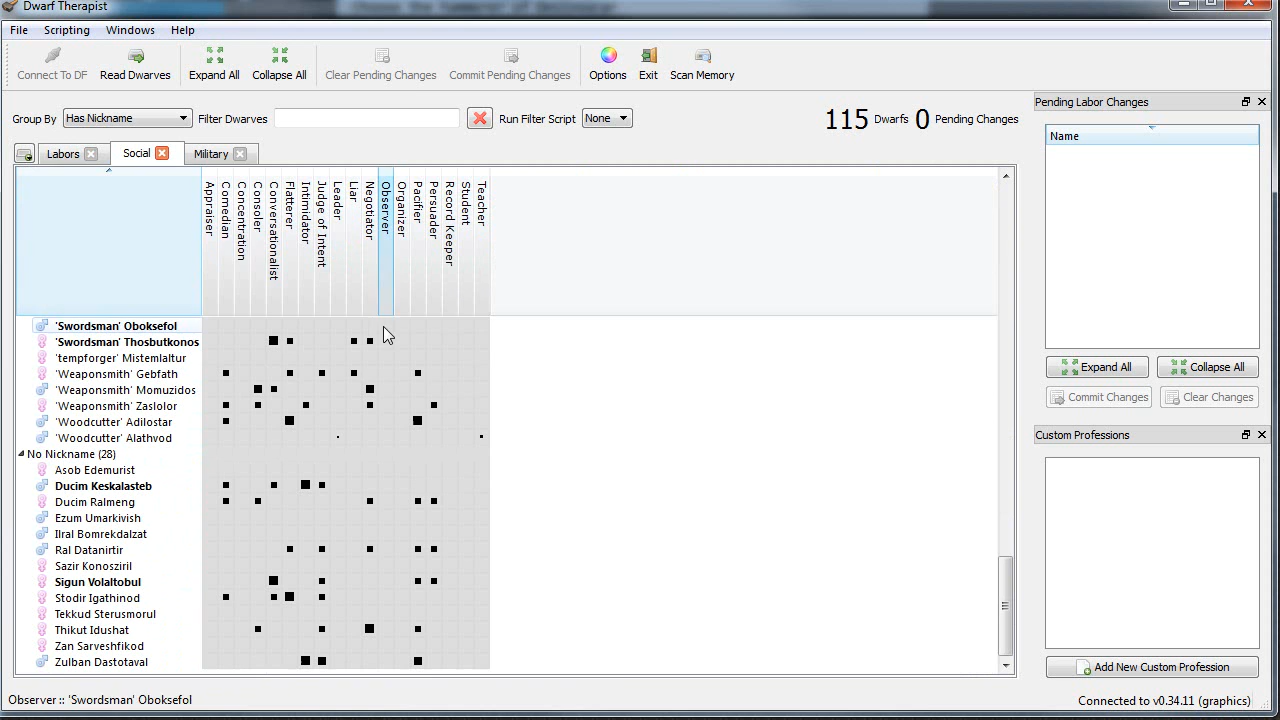 Dwarf Therapist
File Scripting Windows Help
Connect To DF Read Dwarves Expand All Collapse All Clear Pending Changes Commit Pending Changes Options Exit Scan Memory
Group By Has Nickname Filter Dwarves Run Filter Script None 115 Dwarfs 0 Pending Changes
Labors Social Military
Appraiser
Comedian
Concentration
Consoler
Conversationalist
Flatterer
Intimidator
Judge of Intent
Leader
Liar
Negotiator
Observer
Organizer
Pacifier
Persuader
Record Keeper
Student
Teacher
'Swordsman' Oboksefol
'Swordsman' Thosbutkonos
'tempforger' Mistemlaltur
'Weaponsmith' Gebfath
'Weaponsmith' Momuzidos
'Weaponsmith' Zaslolor
'Woodcutter' Adilostar
'Woodcutter' Alathvod
No Nickname (28)
Asob Edemurist
Ducim Keskalasteb
Ducim Ralmeng
Ezum Umarkivish
Ilral Bomrekdalzat
Ral Datanirtir
Sazir Konosziril
Sigun Volaltobul
Stodir Igathinod
Tekkud Sterusmorul
Thikut Idushat
Zan Sarveshfikod
Zulban Dastotaval
Pending Labor Changes
Name
Expand All Collapse All
Commit Changes Clear Changes
Custom Professions
Add New Custom Profession
Observer :: 'Swordsman' Oboksefol
Connected to v0.34.11 (graphics)